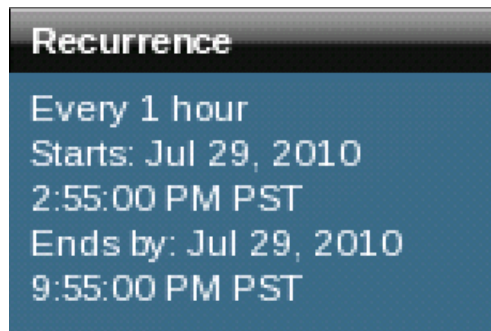 Recurrence
Every 1 hour
Starts: Jul 29, 2010
2:55:00 PM PST
Ends by: Jul 29, 2010
9:55:00 PM PST